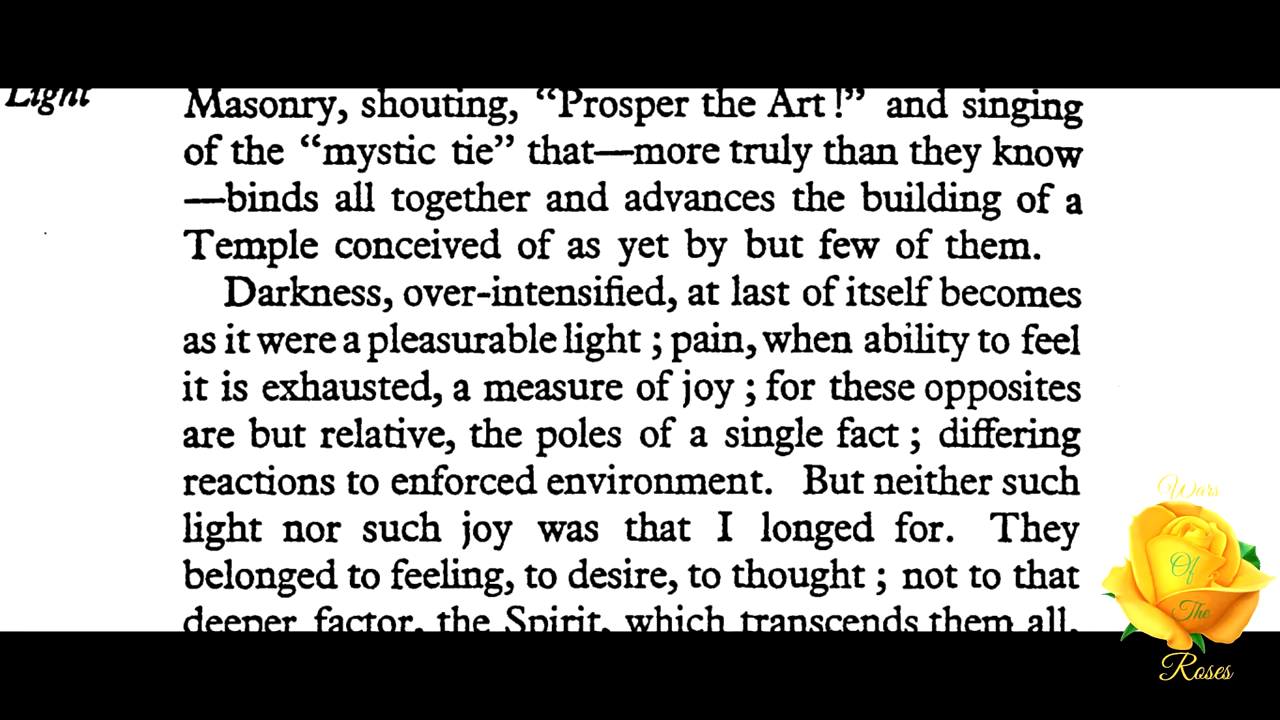 Light
Masonry, shouting, “Prosper the Art!” and singing
of the “mystic tie” that—more truly than they know
—binds all together and advances the building of a
Temple conceived of as yet by but few of them.
Darkness, over-intensified, at last of itself becomes
as it were a pleasurable light ; pain, when ability to feel
it is exhausted, a measure of joy ; for these opposites
are but relative, the poles of a single fact ; differing
reactions to enforced environment. But neither such
light nor such joy was that I longed for. They
belonged to feeling, to desire, to thought ; not to that
deeper factor, the Spirit, which transcends them all.
Wars
Of
The
Roses